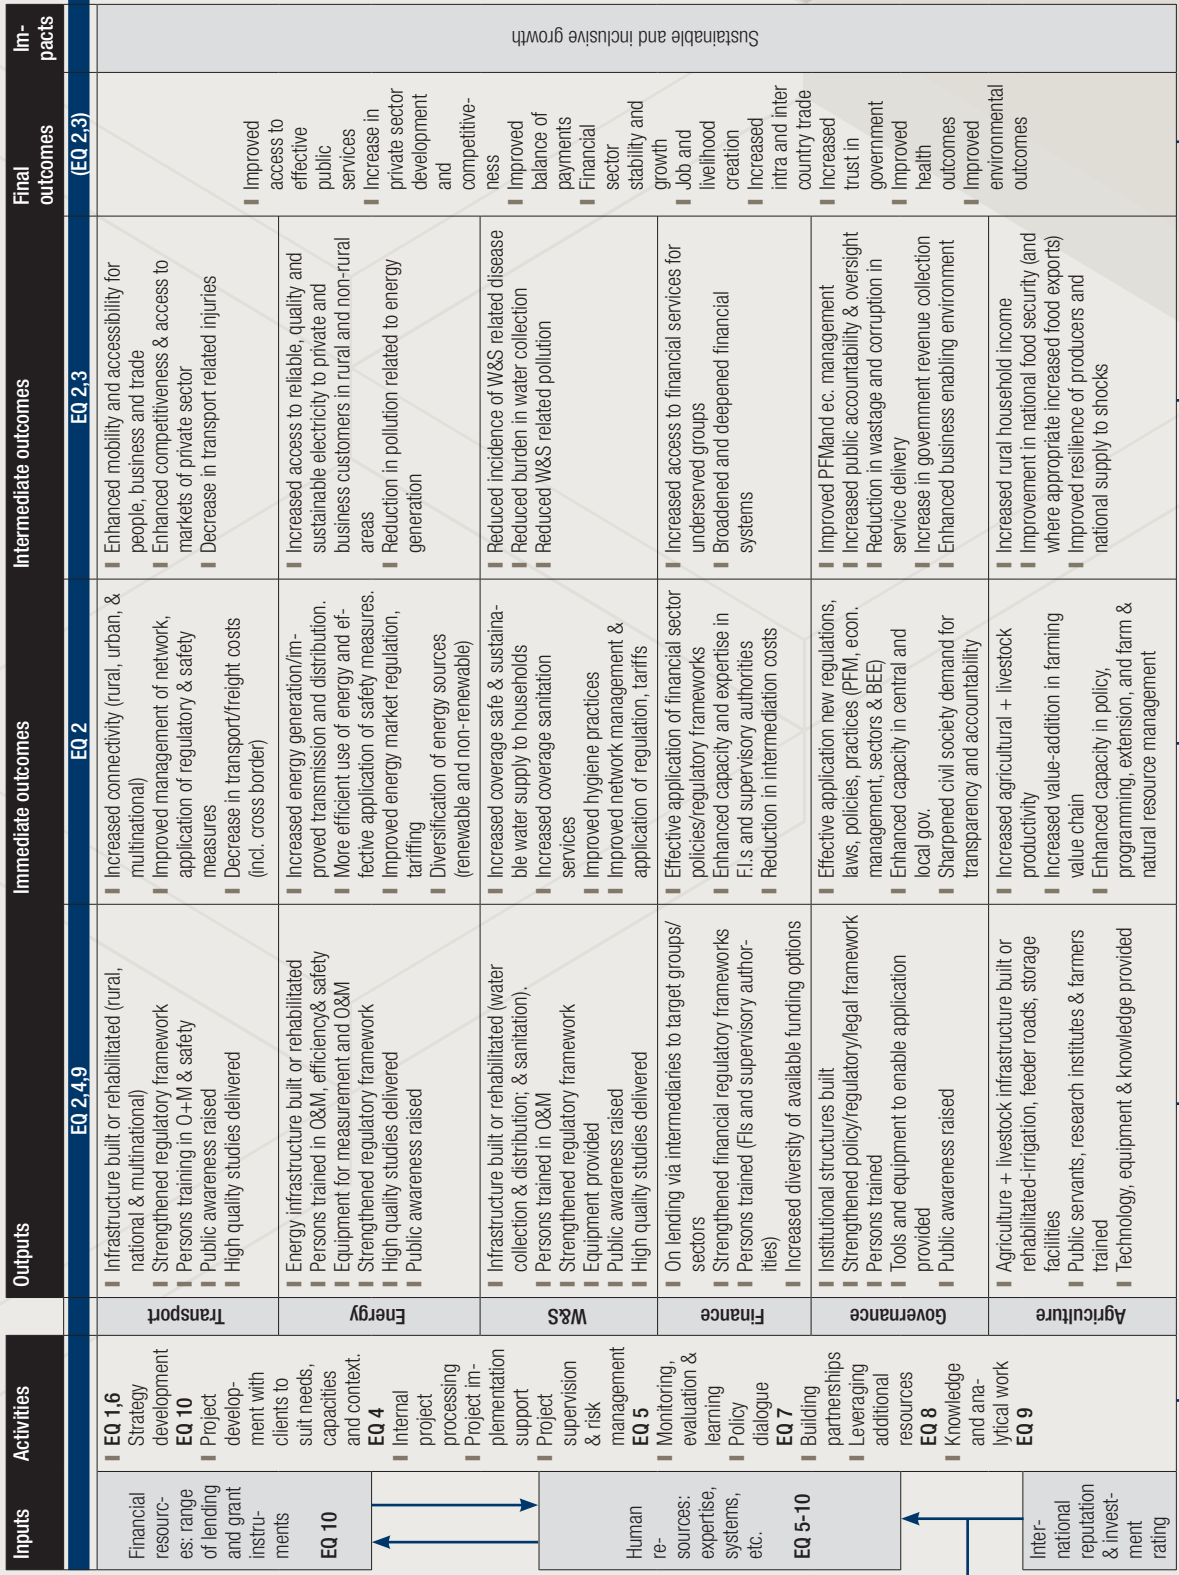 Inputs
Activities
Outputs
Immediate outcomes
Intermediate outcomes
Final
outcomes
Im-
pacts
EQ 2,4,9
EQ 2
EQ 2,3
(EQ 2,3)
Financial
resourc-
es: range
of lending
and grant
instru-
ments
EQ 10
Human
re-
sources:
expertise,
systems,
etc.
EQ 5-10
Inter-
national
reputation
& invest-
ment
rating
EQ 1,6
Strategy
development
EQ 10
Project
develop-
ment with
clients to
suit needs,
capacities
and context.
EQ 4
Internal
project
processing
Project im-
plementation
support
Project
supervision
& risk
management
EQ 5
Monitoring,
evaluation &
learning
Policy
dialogue
EQ 7
Building
partnerships
Leveraging
additional
resources
EQ 8
Knowledge
and ana-
lytical work
EQ 9
Transport
Infrastructure built or rehabilitated (rural,
national & multinational)
Strengthened regulatory framework
Persons training in O+M & safety
Public awareness raised
High quality studies delivered
Increased connectivity (rural, urban, &
multinational)
Improved management of network,
application of regulatory & safety
measures
Decrease in transport/freight costs
(incl. cross border)
Enhanced mobility and accessibility for
people, business and trade
Enhanced competitiveness & access to
markets of private sector
Decrease in transport related injuries
Energy
Energy infrastructure built or rehabilitated
Persons trained in O&M, efficiency& safety
Equipment for measurement and O&M
Strengthened regulatory framework
High quality studies delivered
Public awareness raised
Increased energy generation/im-
proved transmission and distribution.
More efficient use of energy and ef-
fective application of safety measures.
Improved energy market regulation,
tariffing
Diversification of energy sources
(renewable and non-renewable)
Increased access to reliable, quality and
sustainable electricity to private and
business customers in rural and non-rural
areas
Reduction in pollution related to energy
generation
W&S
Infrastructure built or rehabilitated (water
collection & distribution; & sanitation).
Persons trained in O&M
Strengthened regulatory framework
Equipment provided
Public awareness raised
High quality studies delivered
Increased coverage safe & sustaina-
ble water supply to households
Increased coverage sanitation
services
Improved hygiene practices
Improved network management &
application of regulation, tariffs
Reduced incidence of W&S related disease
Reduced burden in water collection
Reduced W&S related pollution
Finance
On lending via intermediaries to target groups/
sectors
Strengthened financial regulatory frameworks
Persons trained (FIs and supervisory author-
ities)
Increased diversity of available funding options
Effective application of financial sector
policies/regulatory frameworks
Enhanced capacity and expertise in
F.I.s and supervisory authorities
Reduction in intermediation costs
Increased access to financial services for
underserved groups
Broadened and deepened financial
systems
Governance
Institutional structures built
Strengthened policy/regulatory/legal framework
Persons trained
Tools and equipment to enable application
provided
Public awareness raised
Effective application new regulations,
laws, policies, practices (PFM, econ.
management, sectors & BEE)
Enhanced capacity in central and
local gov.
Sharpened civil society demand for
transparency and accountability
Improved PFMand ec. management
Increased public accountability & oversight
Reduction in wastage and corruption in
service delivery
Increase in government revenue collection
Enhanced business enabling environment
Agriculture
Agriculture + livestock infrastructure built or
rehabilitated-irrigation, feeder roads, storage
facilities
Public servants, research institutes & farmers
trained
Technology, equipment & knowledge provided
Increased agricultural + livestock
productivity
Increased value-addition in farming
value chain
Enhanced capacity in policy,
programming, extension, and farm &
natural resource management
Increased rural household income
Improvement in national food security (and
where appropriate increased food exports)
Improved resilience of producers and
national supply to shocks
Improved
access to
effective
public
services
Increase in
private sector
development
and
competitive-
ness
Improved
balance of
payments
Financial
sector
stability and
growth
Job and
livelihood
creation
Increased
intra and inter
country trade
Increased
trust in
government
Improved
health
outcomes
Improved
environmental
outcomes
Sustainable and inclusive growth